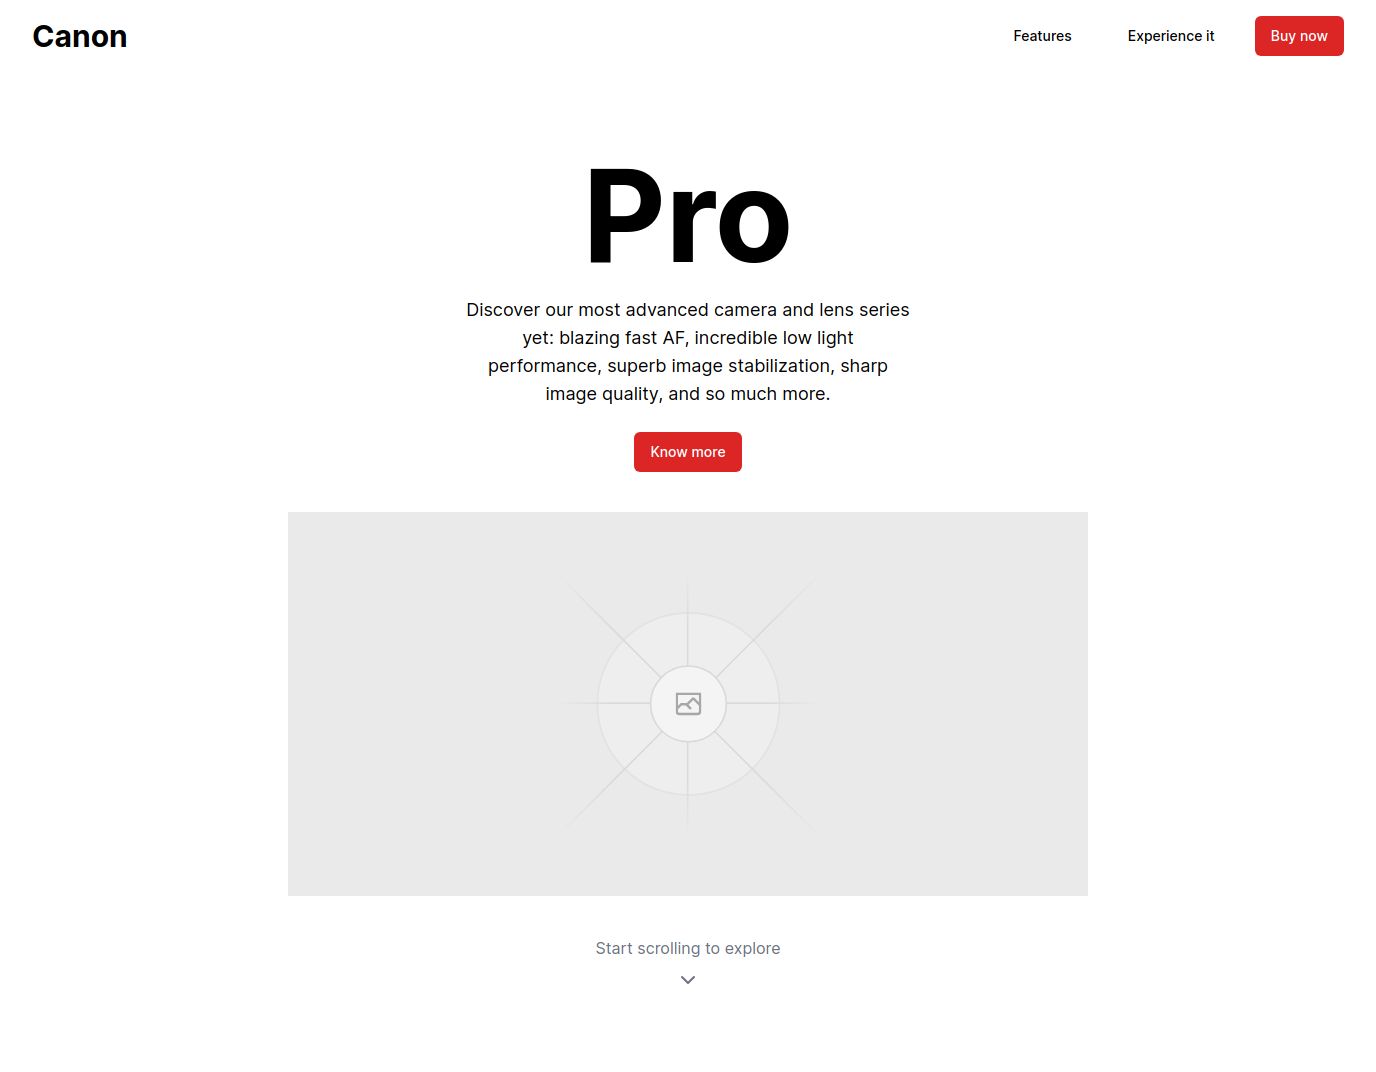 Canon
Features
Experience it
Buy now
Pro
Discover our most advanced camera and lens series
yet: blazing fast AF, incredible low light
performance, superb image stabilization, sharp
image quality, and so much more.
Know more
Start scrolling to explore